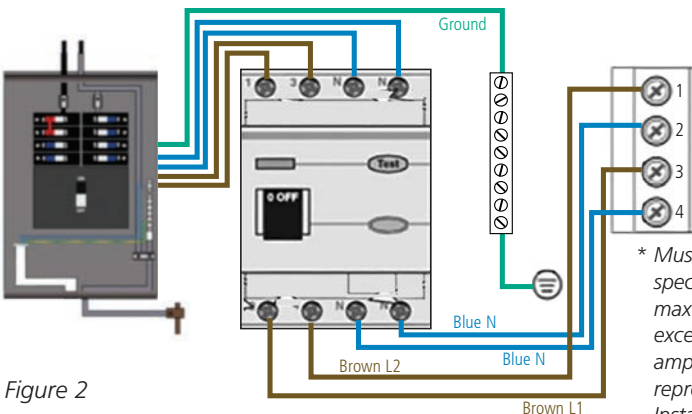 Ground
1 3 N N
Test
0 OFF
1
2
3
4
N N
Blue N
Blue N
Brown L2
Brown L1
Figure 2
* Mus
spec
max
exce
amp
repr
Insta